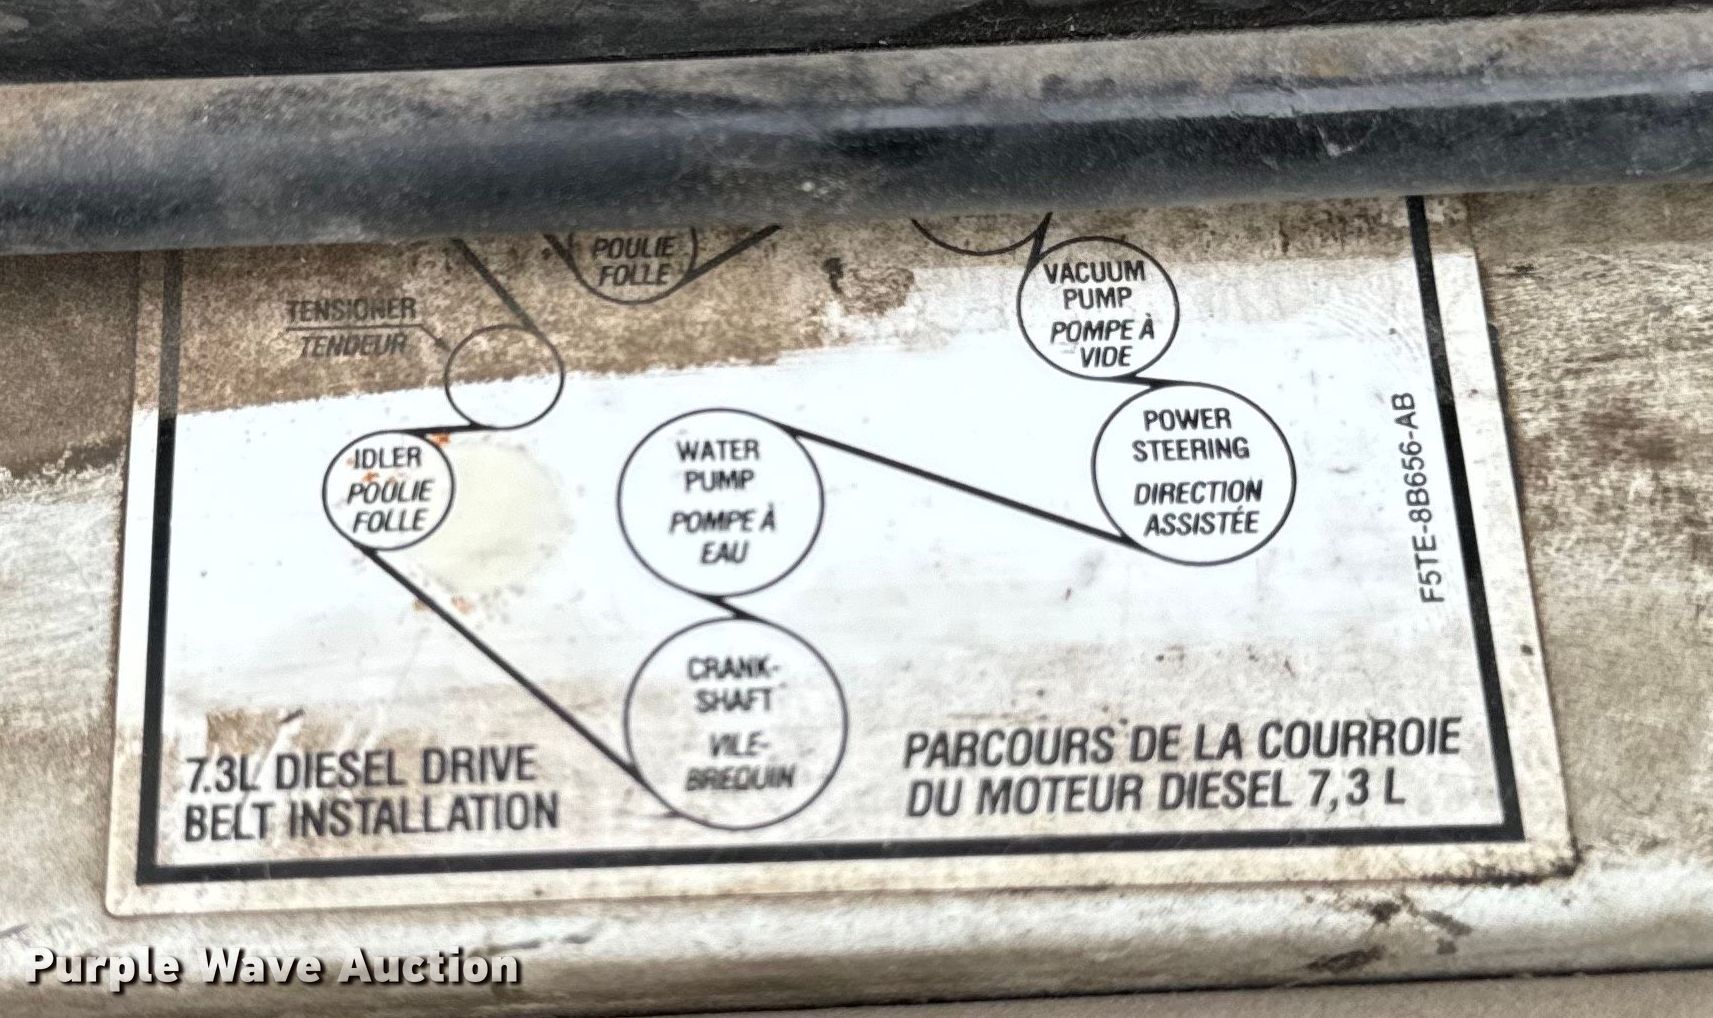 POULIE
FOLLE
TENSIONER
TENDEUR
VACUUM
PUMP
POMPE À
VIDE
IDLER
POULIE
FOLLE
WATER
PUMP
POMPE À
EAU
POWER
STEERING
DIRECTION
ASSISTÉE
F5TE-8B656-AB
CRANK-
SHAFT
VILE-
BREQUIN
7.3L DIESEL DRIVE
BELT INSTALLATION
PARCOURS DE LA COURROIE
DU MOTEUR DIESEL 7,3 L
Purple Wave Auction